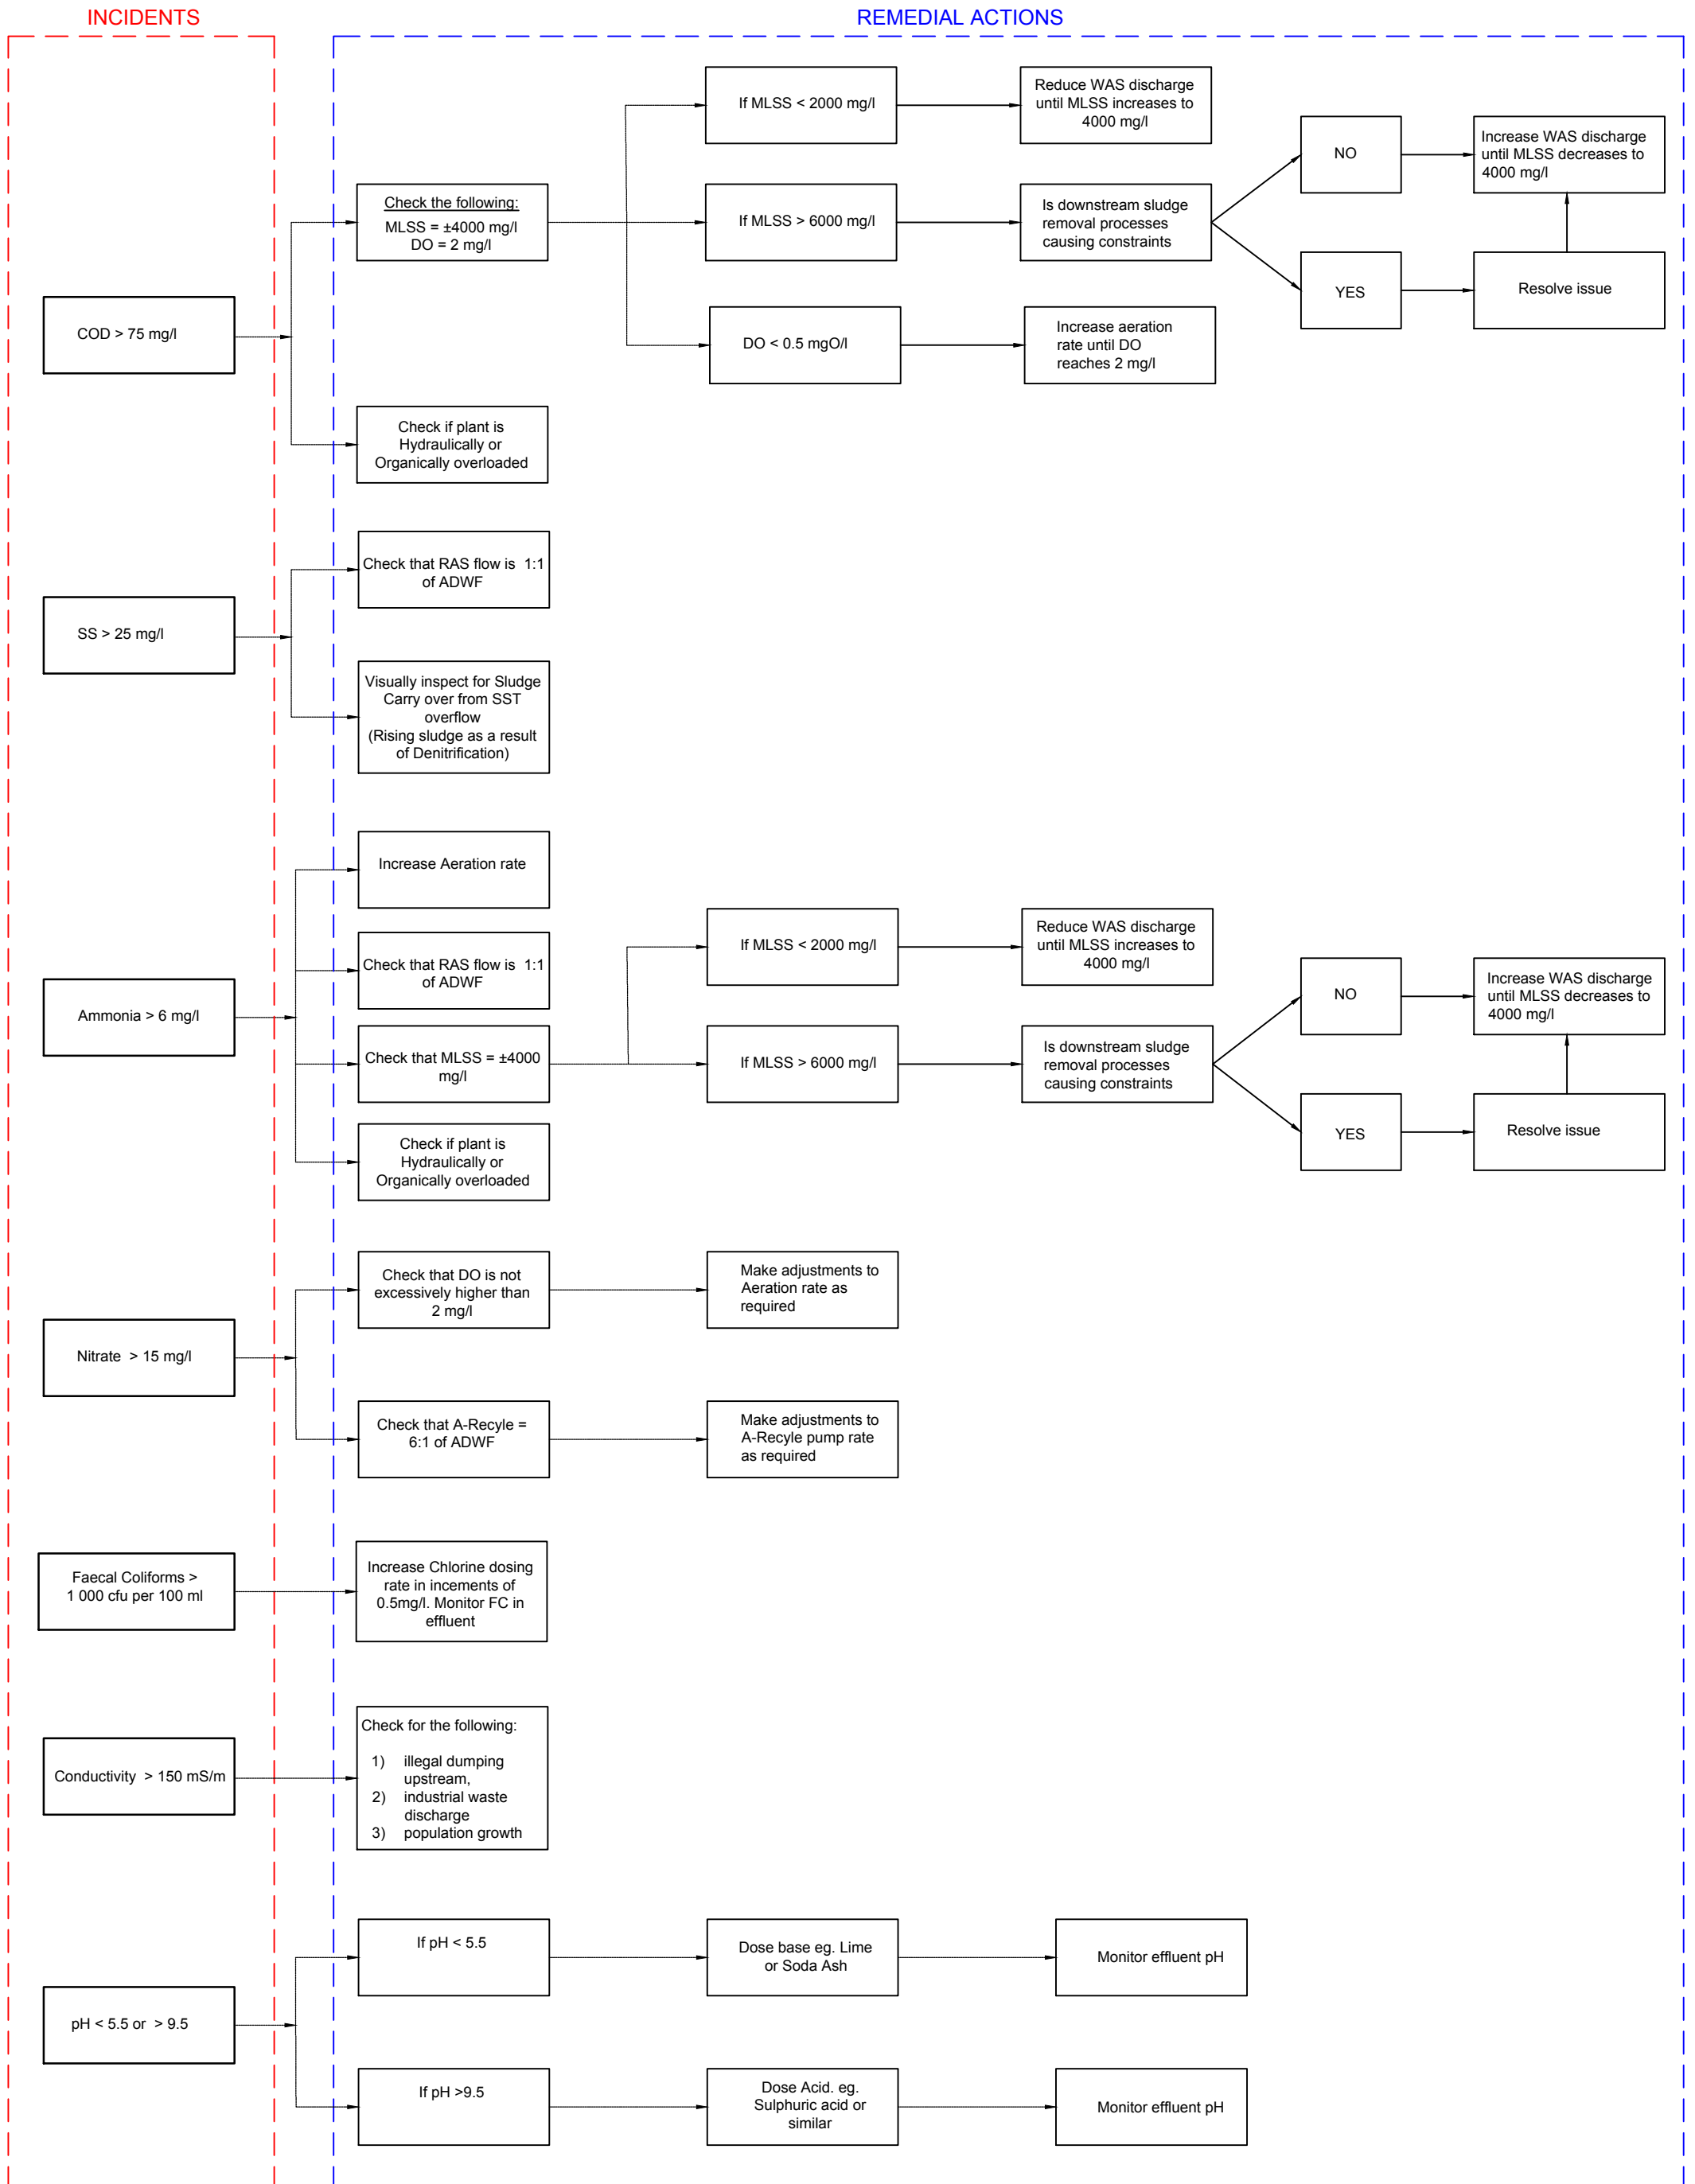 INCIDENTS
REMEDIAL ACTIONS
COD > 75 mg/l
Check the following:
MLSS = ±4000 mg/l
DO = 2 mg/l
If MLSS < 2000 mg/l
Reduce WAS discharge
until MLSS increases to
4000 mg/l
If MLSS > 6000 mg/l
Is downstream sludge
removal processes
causing constraints
NO
Increase WAS discharge
until MLSS decreases to
4000 mg/l
YES
Resolve issue
DO < 0.5 mgO/l
Increase aeration
rate until DO
reaches 2 mg/l
Check if plant is
Hydraulically or
Organically overloaded
SS > 25 mg/l
Check that RAS flow is 1:1
of ADWF
Visually inspect for Sludge
Carry over from SST
overflow
(Rising sludge as a result
of Denitrification)
Ammonia > 6 mg/l
Increase Aeration rate
Check that RAS flow is 1:1
of ADWF
Check that MLSS = ±4000
mg/l
If MLSS < 2000 mg/l
Reduce WAS discharge
until MLSS increases to
4000 mg/l
If MLSS > 6000 mg/l
Is downstream sludge
removal processes
causing constraints
NO
Increase WAS discharge
until MLSS decreases to
4000 mg/l
YES
Resolve issue
Check if plant is
Hydraulically or
Organically overloaded
Nitrate > 15 mg/l
Check that DO is not
excessively higher than
2 mg/l
Make adjustments to
Aeration rate as
required
Check that A-Recyle =
6:1 of ADWF
Make adjustments to
A-Recyle pump rate
as required
Faecal Coliforms >
1 000 cfu per 100 ml
Increase Chlorine dosing
rate in incements of
0.5mg/l. Monitor FC in
effluent
Conductivity > 150 mS/m
Check for the following:
1) illegal dumping
upstream,
2) industrial waste
discharge
3) population growth
pH < 5.5 or > 9.5
If pH < 5.5
Dose base eg. Lime
or Soda Ash
Monitor effluent pH
If pH >9.5
Dose Acid. eg.
Sulphuric acid or
similar
Monitor effluent pH